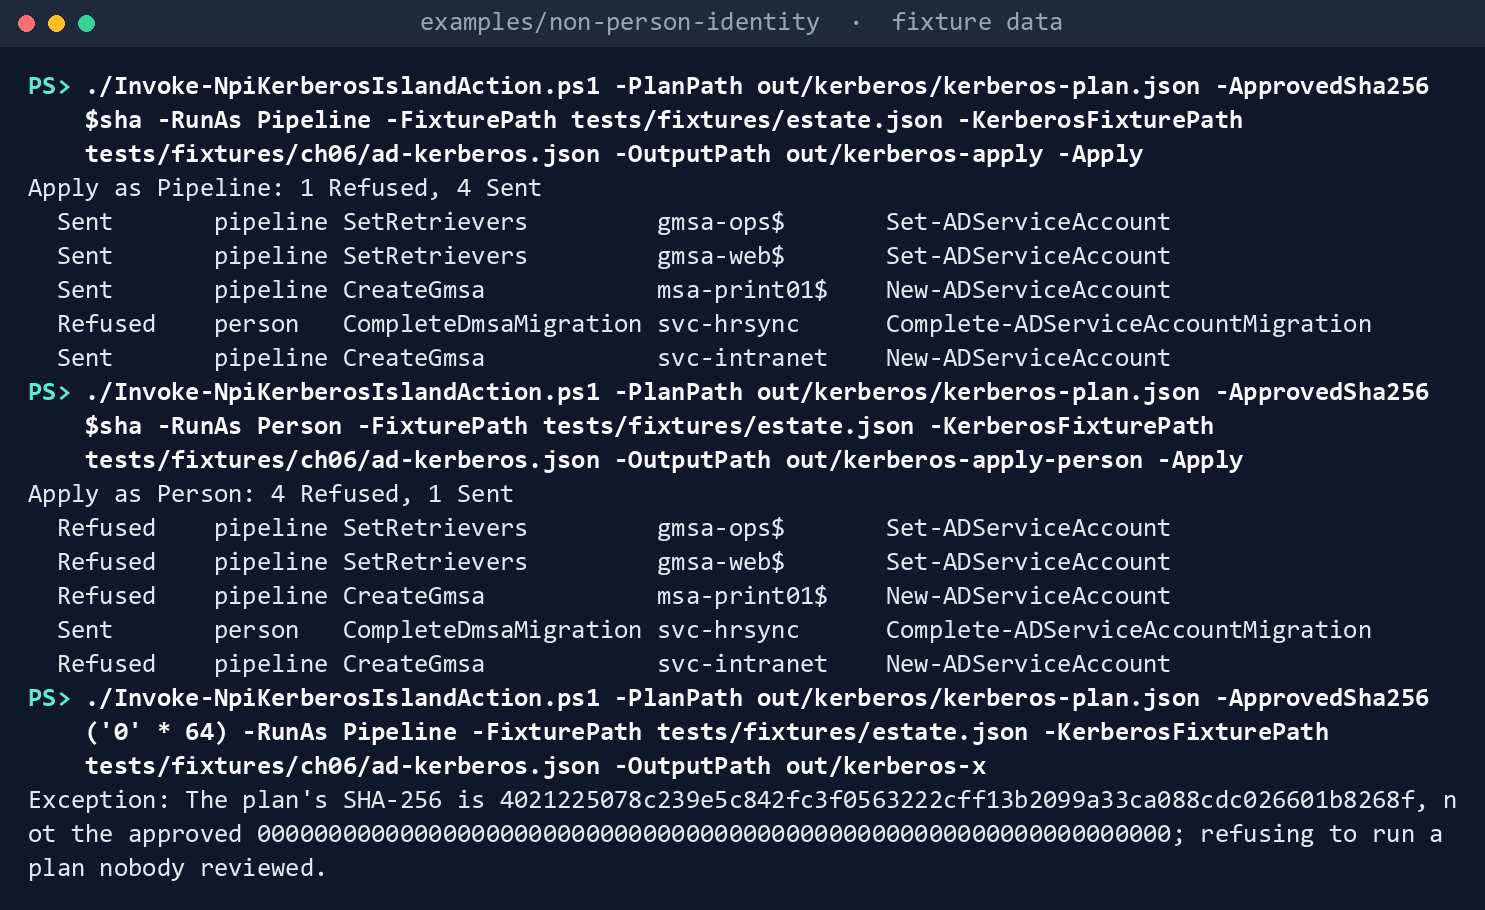 examples/non-person-identity · fixture data
PS> ./Invoke-NpiKerberosIslandAction.ps1 -PlanPath out/kerberos/kerberos-plan.json -ApprovedSha256
$sha -RunAs Pipeline -FixturePath tests/fixtures/estate.json -KerberosFixturePath
tests/fixtures/ch06/ad-kerberos.json -OutputPath out/kerberos-apply -Apply
Apply as Pipeline: 1 Refused, 4 Sent
Sent pipeline SetRetrievers gmsa-ops$ Set-ADServiceAccount
Sent pipeline SetRetrievers gmsa-web$ Set-ADServiceAccount
Sent pipeline CreateGmsa msa-print01$ New-ADServiceAccount
Refused person CompleteDmsaMigration svc-hrsync Complete-ADServiceAccountMigration
Sent pipeline CreateGmsa svc-intranet New-ADServiceAccount
PS> ./Invoke-NpiKerberosIslandAction.ps1 -PlanPath out/kerberos/kerberos-plan.json -ApprovedSha256
$sha -RunAs Person -FixturePath tests/fixtures/estate.json -KerberosFixturePath
tests/fixtures/ch06/ad-kerberos.json -OutputPath out/kerberos-apply-person -Apply
Apply as Person: 4 Refused, 1 Sent
Refused pipeline SetRetrievers gmsa-ops$ Set-ADServiceAccount
Refused pipeline SetRetrievers gmsa-web$ Set-ADServiceAccount
Refused pipeline CreateGmsa msa-print01$ New-ADServiceAccount
Sent person CompleteDmsaMigration svc-hrsync Complete-ADServiceAccountMigration
Refused pipeline CreateGmsa svc-intranet New-ADServiceAccount
PS> ./Invoke-NpiKerberosIslandAction.ps1 -PlanPath out/kerberos/kerberos-plan.json -ApprovedSha256
('0' * 64) -RunAs Pipeline -FixturePath tests/fixtures/estate.json -KerberosFixturePath
tests/fixtures/ch06/ad-kerberos.json -OutputPath out/kerberos-x
Exception: The plan's SHA-256 is 4021225078c239e5c842fc3f0563222cff13b2099a33ca088cdc026601b8268f, n
ot the approved 0000000000000000000000000000000000000000000000000000000000000000; refusing to run a
plan nobody reviewed.